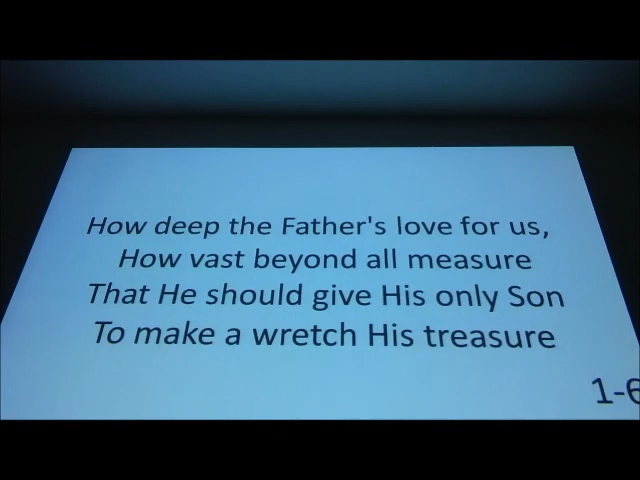 How deep the Father's love for us,
How vast beyond all measure
That He should give His only Son
To make a wretch His treasure
1-6